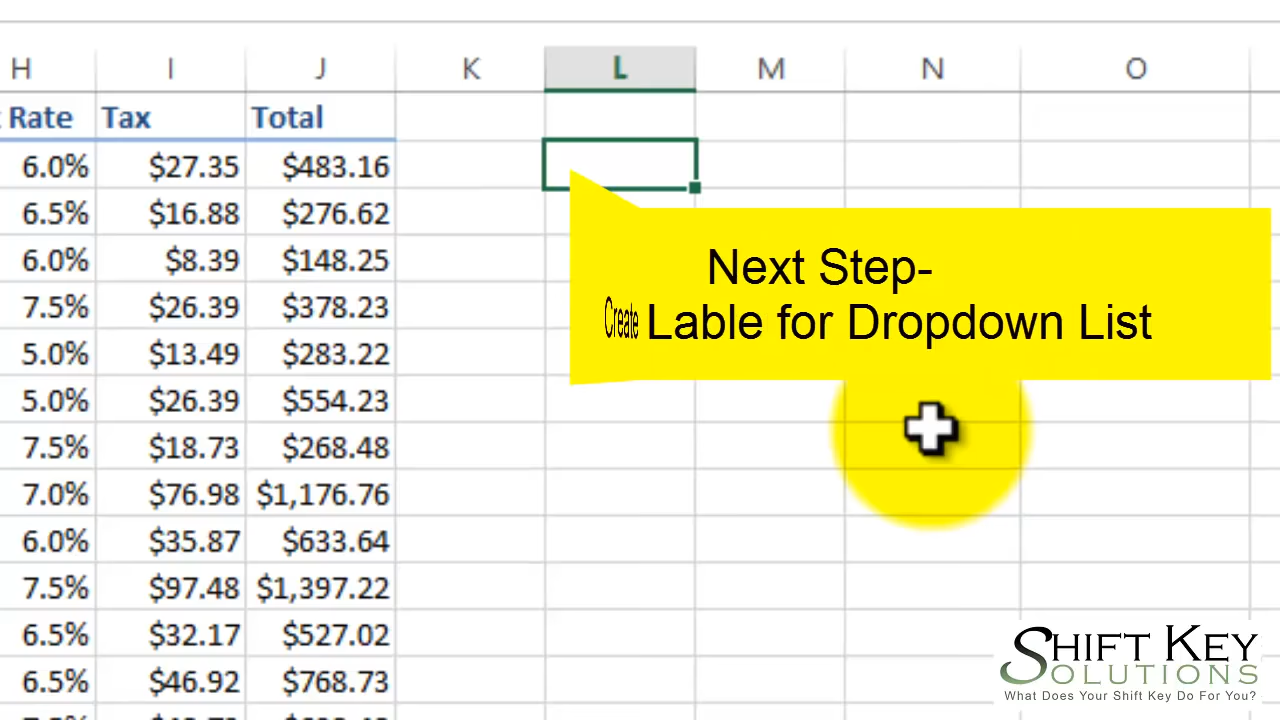 H I J K L M N O
Rate Tax Total
6.0% $27.35 $483.16
6.5% $16.88 $276.62
6.0% $8.39 $148.25
7.5% $26.39 $378.23
5.0% $13.49 $283.22
5.0% $26.39 $554.23
7.5% $18.73 $268.48
7.0% $76.98 $1,176.76
6.0% $35.87 $633.64
7.5% $97.48 $1,397.22
6.5% $32.17 $527.02
6.5% $46.92 $768.73
Next Step-
Create Lable for Dropdown List
SHIFT KEY
SOLUTIONS
What Does Your Shift Key Do For You?